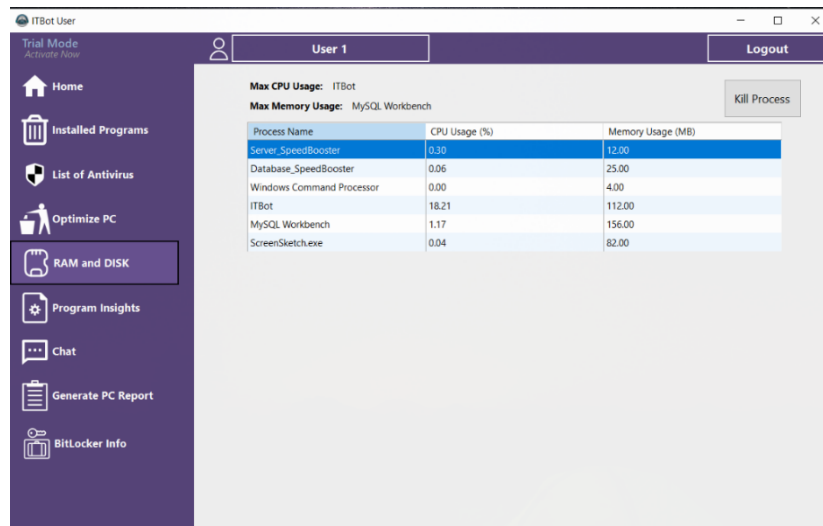 ITBot User
Trial Mode
Activate Now
User 1
Logout
Home
Installed Programs
List of Antivirus
Optimize PC
RAM and DISK
Program Insights
Chat
Generate PC Report
BitLocker Info
Max CPU Usage: ITBot
Max Memory Usage: MySQL Workbench
Kill Process
Process Name CPU Usage (%) Memory Usage (MB)
Server_SpeedBooster 0.30 12.00
Database_SpeedBooster 0.06 25.00
Windows Command Processor 0.00 4.00
ITBot 18.21 112.00
MySQL Workbench 1.17 156.00
ScreenSketch.exe 0.04 82.00